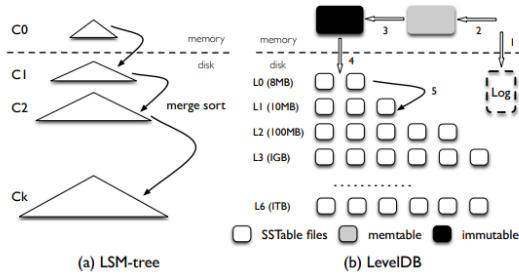 C0
memory
disk
C1
C2
merge sort
Ck
(a) LSM-tree
3
2
1
memory
disk
4
L0 (8MB)
5
Log
L1 (10MB)
L2 (100MB)
L3 (1GB)
..............
L6 (1TB)
SSTable files
memtable
immutable
(b) LevelDB